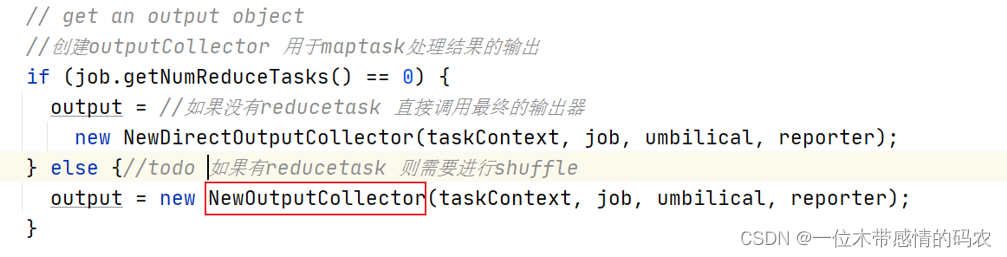 // get an output object
//创建outputCollector 用于maptask处理结果的输出
if (job.getNumReduceTasks() == 0) {
output = //如果没有reducetask 直接调用最终的输出器
new NewDirectOutputCollector(taskContext, job, umbilical, reporter);
} else {//todo 如果有reducetask 则需要进行shuffle
output = new NewOutputCollector(taskContext, job, umbilical, reporter);
}
CSDN @一位木带感情的码农